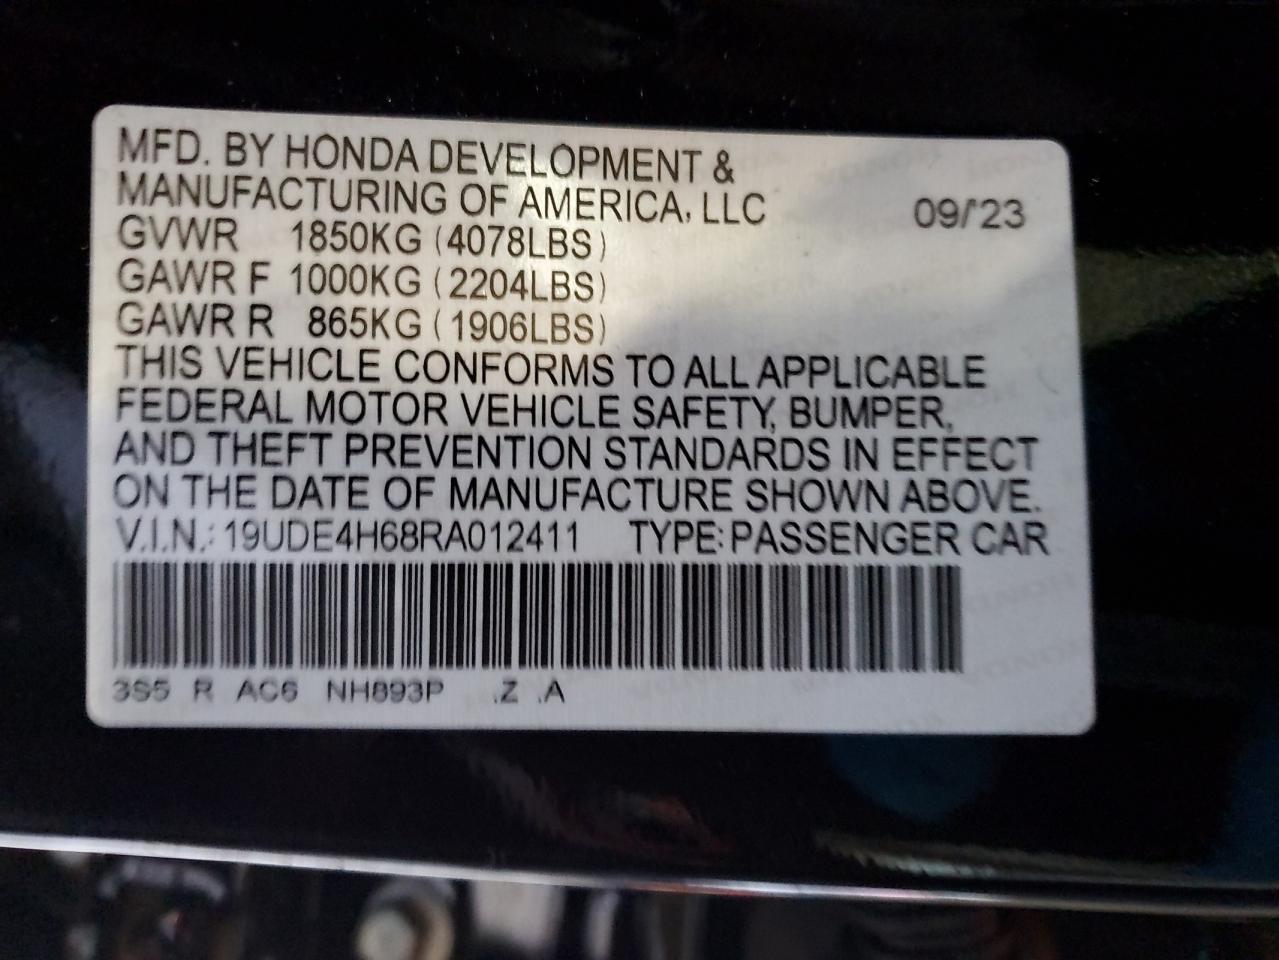 MFD. BY HONDA DEVELOPMENT &
MANUFACTURING OF AMERICA, LLC 09/'23
GVWR 1850KG (4078LBS)
GAWR F 1000KG (2204LBS)
GAWR R 865KG (1906LBS)
THIS VEHICLE CONFORMS TO ALL APPLICABLE
FEDERAL MOTOR VEHICLE SAFETY, BUMPER,
AND THEFT PREVENTION STANDARDS IN EFFECT
ON THE DATE OF MANUFACTURE SHOWN ABOVE.
V.I.N.: 19UDE4H68RA012411 TYPE: PASSENGER CAR
3S5 R AC6 NH893P .Z .A